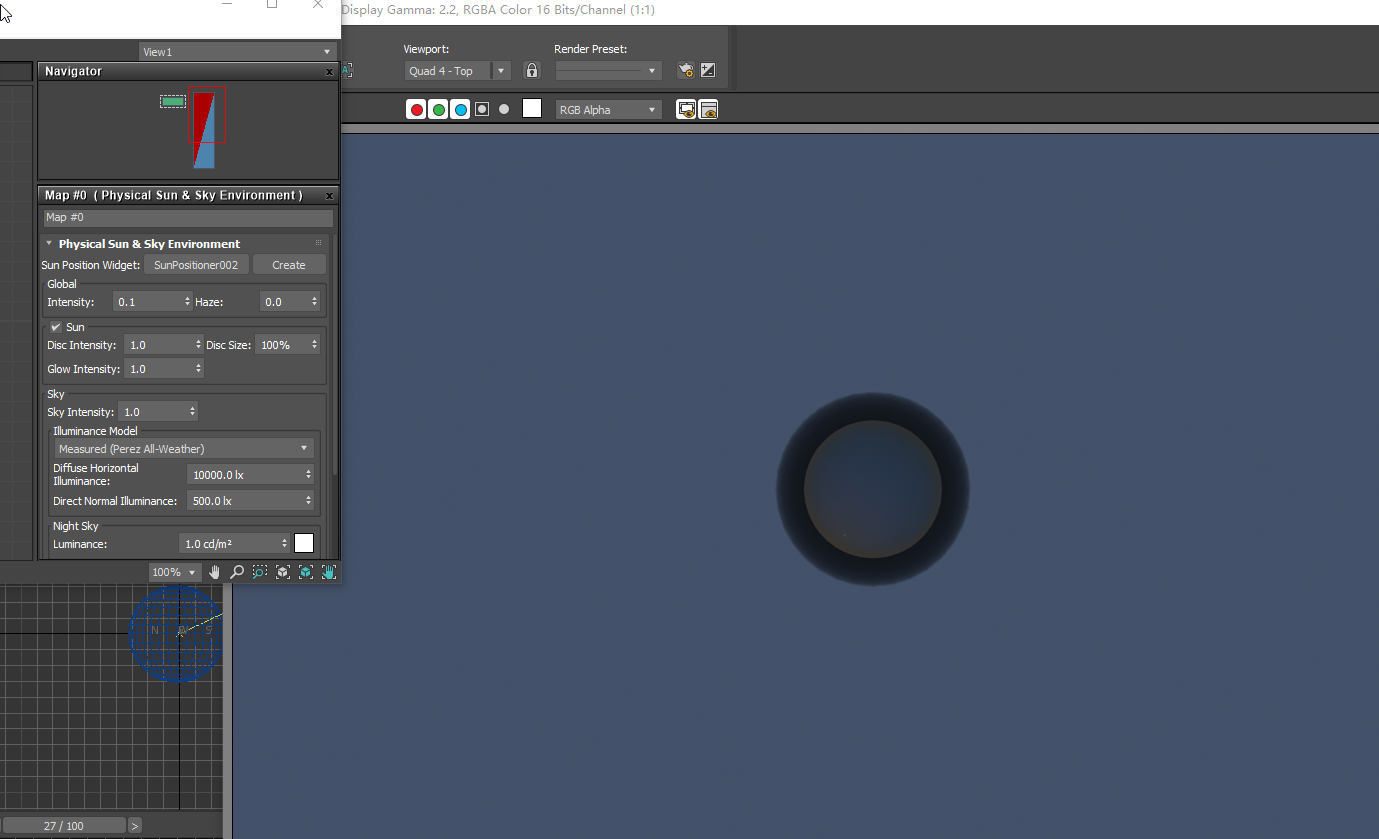 Display Gamma: 2.2, RGBA Color 16 Bits/Channel (1:1)
View1
Viewport:
Render Preset:
Navigator
x
Quad 4 - Top
RGB Alpha
Map #0 ( Physical Sun & Sky Environment )
x
Map #0
Physical Sun & Sky Environment
Sun Position Widget:
SunPositioner002
Create
Global
Intensity:
0.1
Haze:
0.0
Sun
Disc Intensity:
1.0
Disc Size:
100%
Glow Intensity:
1.0
Sky
Sky Intensity:
1.0
Illuminance Model
Measured (Perez All-Weather)
Diffuse Horizontal
Illuminance:
10000.0 lx
Direct Normal Illuminance:
500.0 lx
Night Sky
Luminance:
1.0 cd/m²
100%
N
S
27 / 100
>